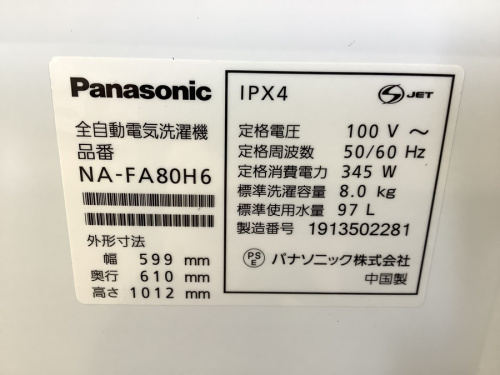 Panasonic
全自動電気洗濯機
品番
NA-FA80H6
外形寸法
幅 599 mm
奥行 610 mm
高さ 1012 mm
IPX4
S JET
定格電圧 100 V ～
定格周波数 50/60 Hz
定格消費電力 345 W
標準洗濯容量 8.0 kg
標準使用水量 97 L
製造番号 1913502281
PS E パナソニック株式会社
中国製